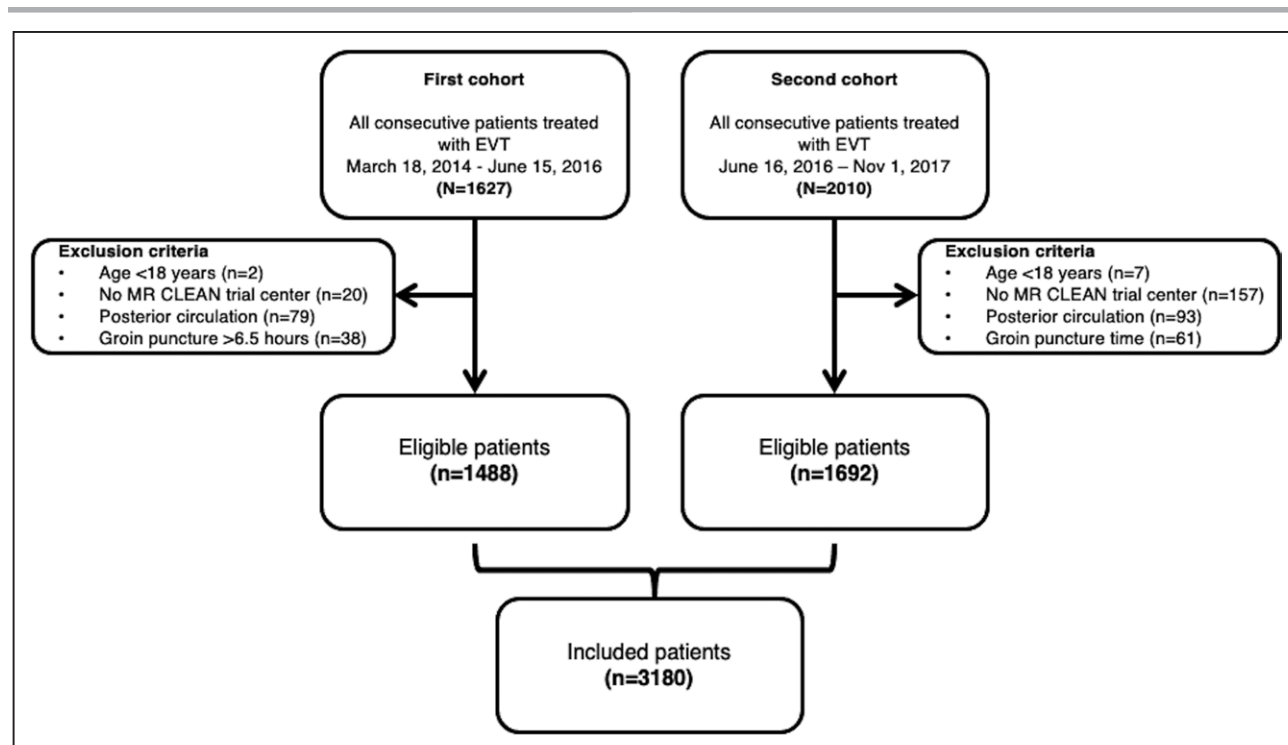 First cohort
All consecutive patients treated
with EVT
March 18, 2014 - June 15, 2016
(N=1627)
Second cohort
All consecutive patients treated
with EVT
June 16, 2016 – Nov 1, 2017
(N=2010)
Exclusion criteria
• Age <18 years (n=2)
• No MR CLEAN trial center (n=20)
• Posterior circulation (n=79)
• Groin puncture >6.5 hours (n=38)
Exclusion criteria
• Age <18 years (n=7)
• No MR CLEAN trial center (n=157)
• Posterior circulation (n=93)
• Groin puncture time (n=61)
Eligible patients
(n=1488)
Eligible patients
(n=1692)
Included patients
(n=3180)